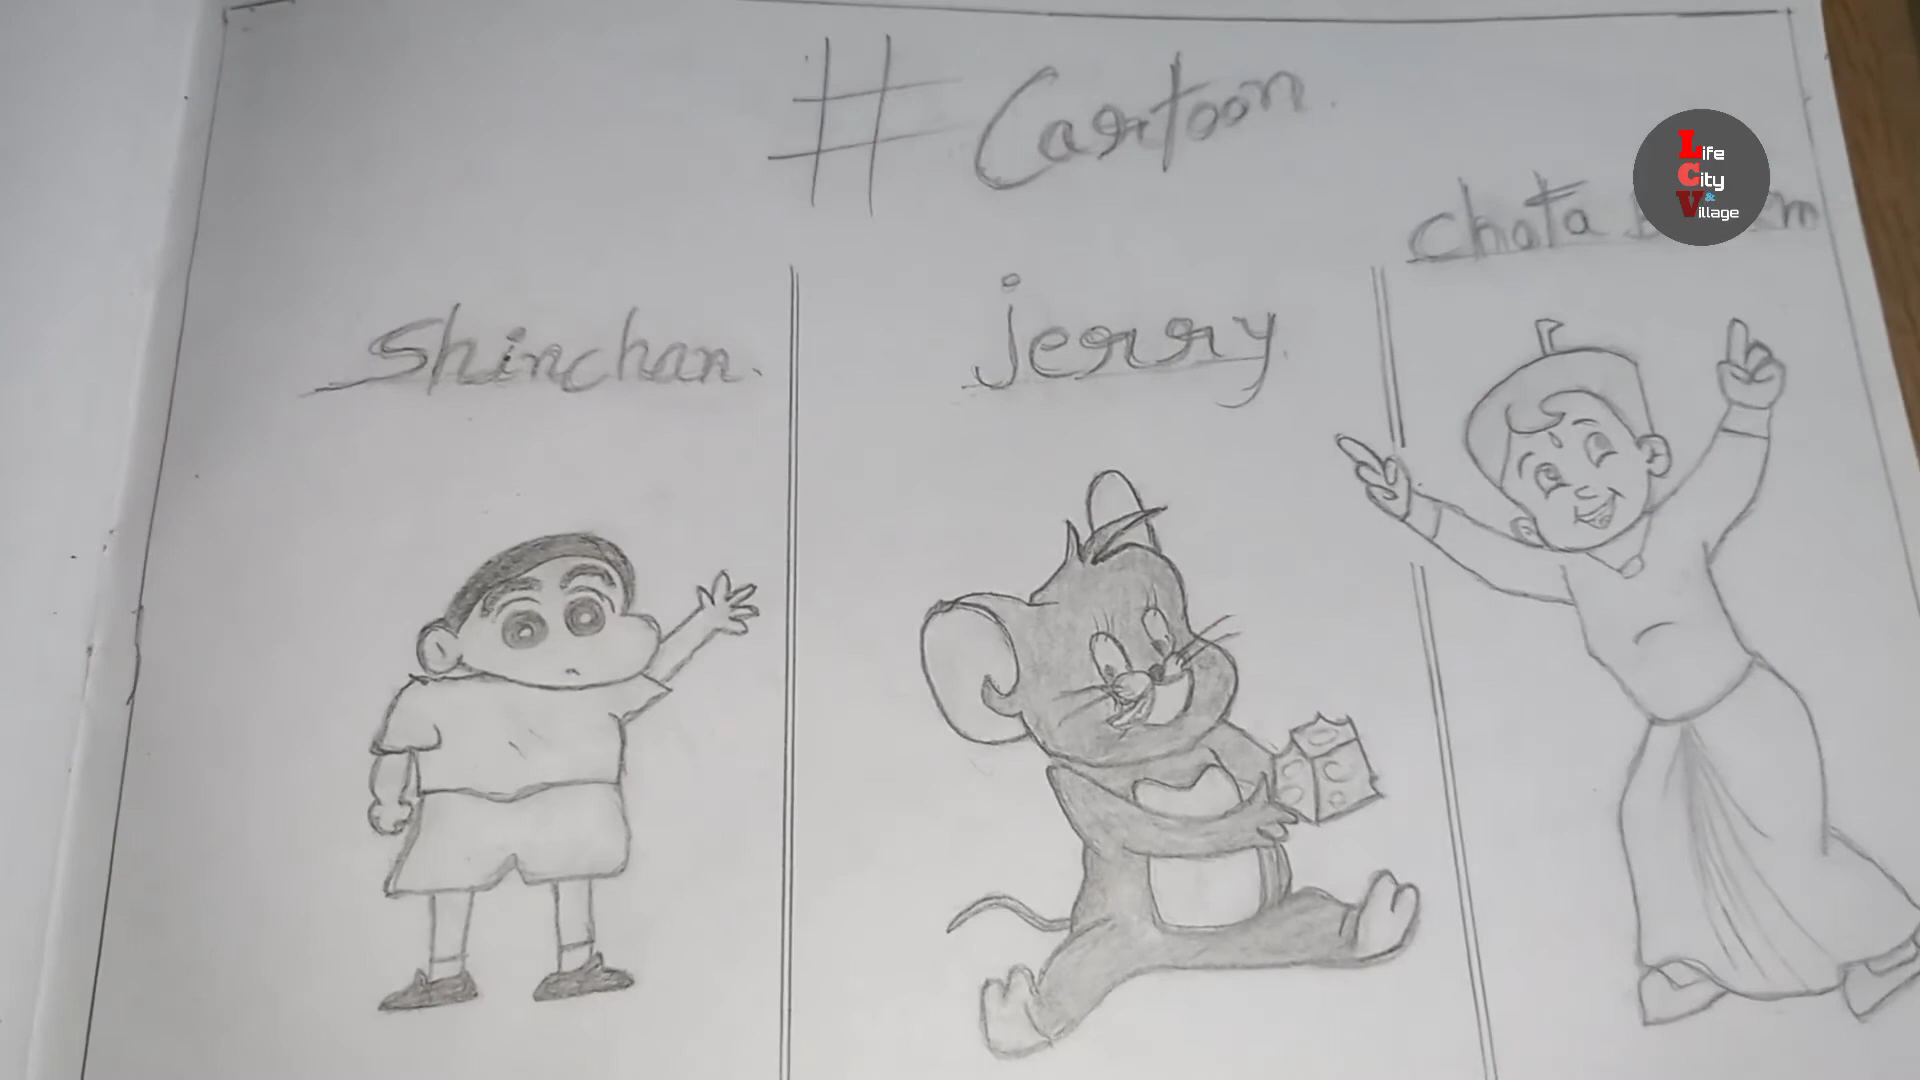 # Cartoon.
Life
City
&
Village
Chota
Shinchan.
jerry.